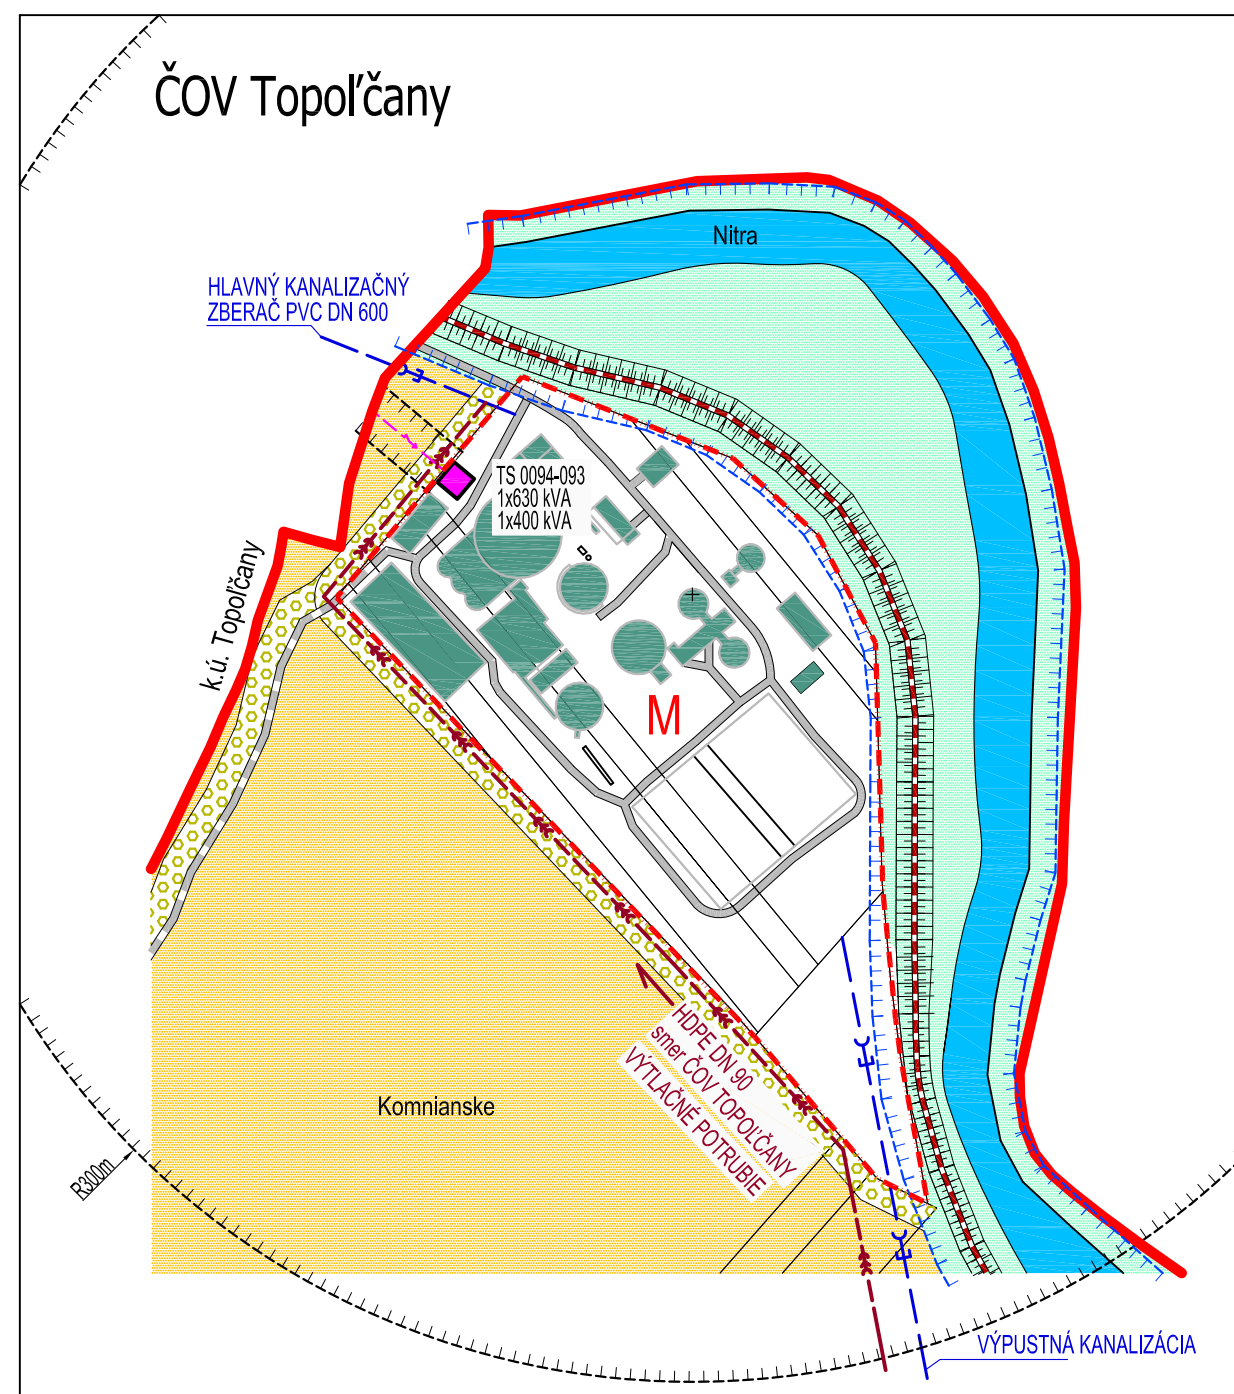 ČOV Topoľčany
Nitra
HLAVNÝ KANALIZAČNÝ
ZBERAČ PVC DN 600
TS 0094-093
1x630 kVA
1x400 kVA
k.ú. Topoľčany
M
HDPE DN 90
smer ČOV TOPOĽČANY
VÝTLAČNÉ POTRUBIE
Komnianske
R300m
VÝPUSTNÁ KANALIZÁCIA